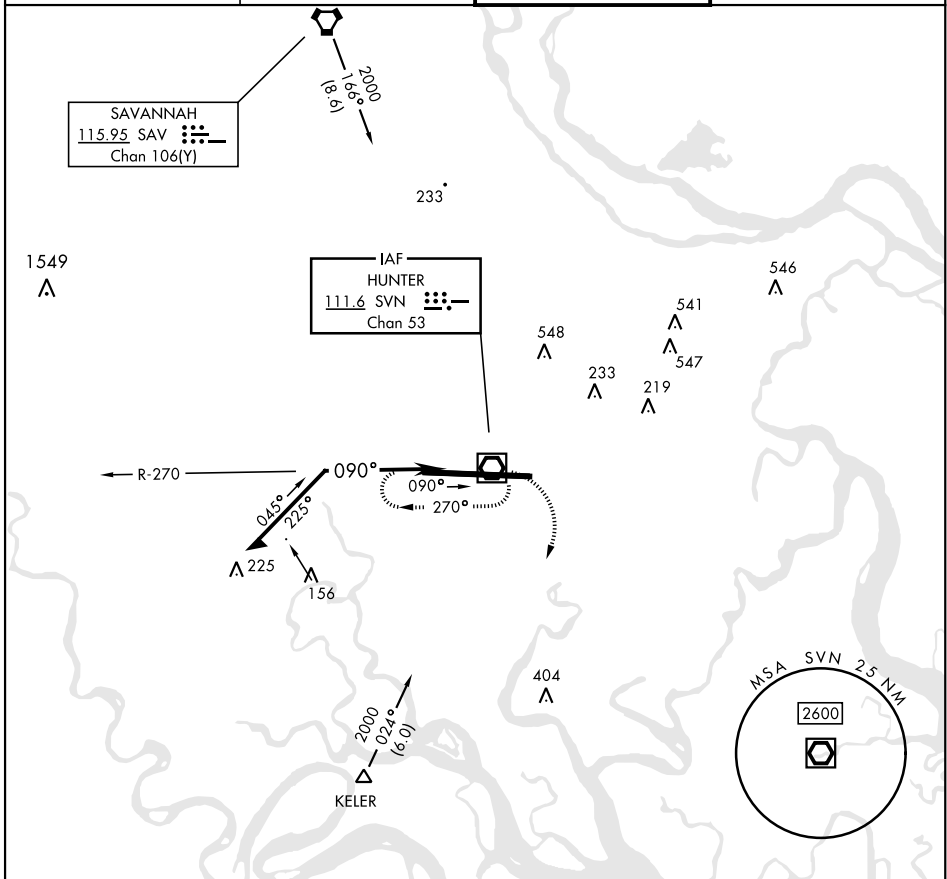 2000
166°
(8.6)
SAVANNAH
115.95 SAV
Chan 106(Y)
233
1549
IAF
HUNTER
111.6 SVN
Chan 53
546
541
548
547
233
219
R-270
090°
090°
270°
045°
225°
225
156
404
MSA SVN 25 NM
2600
2000
024°
(6.0)
KELER